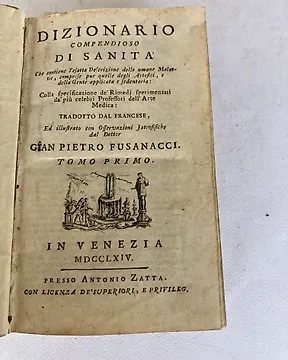 DIZIONARIO
COMPENDIOSO
DI SANITA'
Che contiene l'esatta Descrizione delle umane Malat-
tie, comprese pur quelle degli Artefici, e
della Gente applicata e sedentaria:
Colla specificazione de' Rimedj sperimentati
da' più celebri Professori dell'Arte
Medica:
TRADOTTO DAL FRANCESE,
Ed illustrato con Osservazioni Jatrofisiche
dal Dottor
GIAN PIETRO FUSANACCI.
TOMO PRIMO.
IN VENEZIA
MDCCLXIV.
PRESSO ANTONIO ZATTA.
CON LICENZA DE' SUPERIORI, E PRIVILEG.